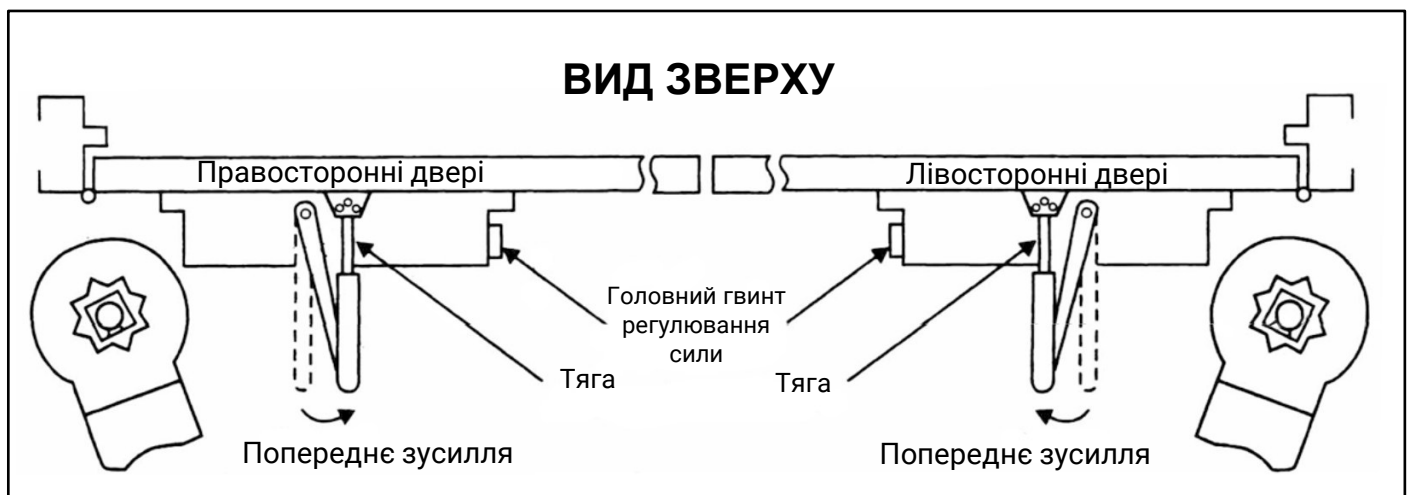 ВИД ЗВЕРХУ
Правосторонні двері
Лівосторонні двері
Головний гвинт
регулювання
сили
Тяга
Тяга
Попереднє зусилля
Попереднє зусилля